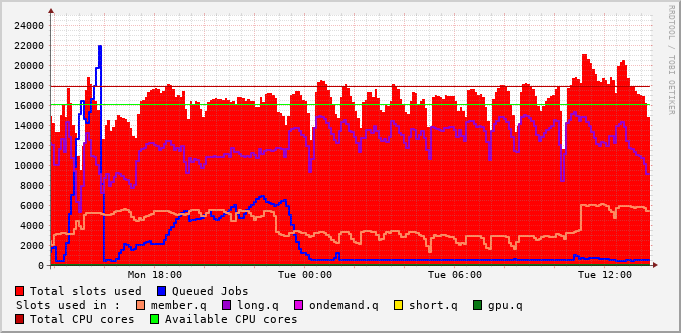 24000
22000
20000
18000
16000
14000
12000
10000
8000
6000
4000
2000
0
Mon 18:00 Tue 00:00 Tue 06:00 Tue 12:00
RRDTOOL / TOBI OETIKER
Total slots used Queued Jobs
Slots used in : member.q long.q ondemand.q short.q gpu.q
Total CPU cores Available CPU cores